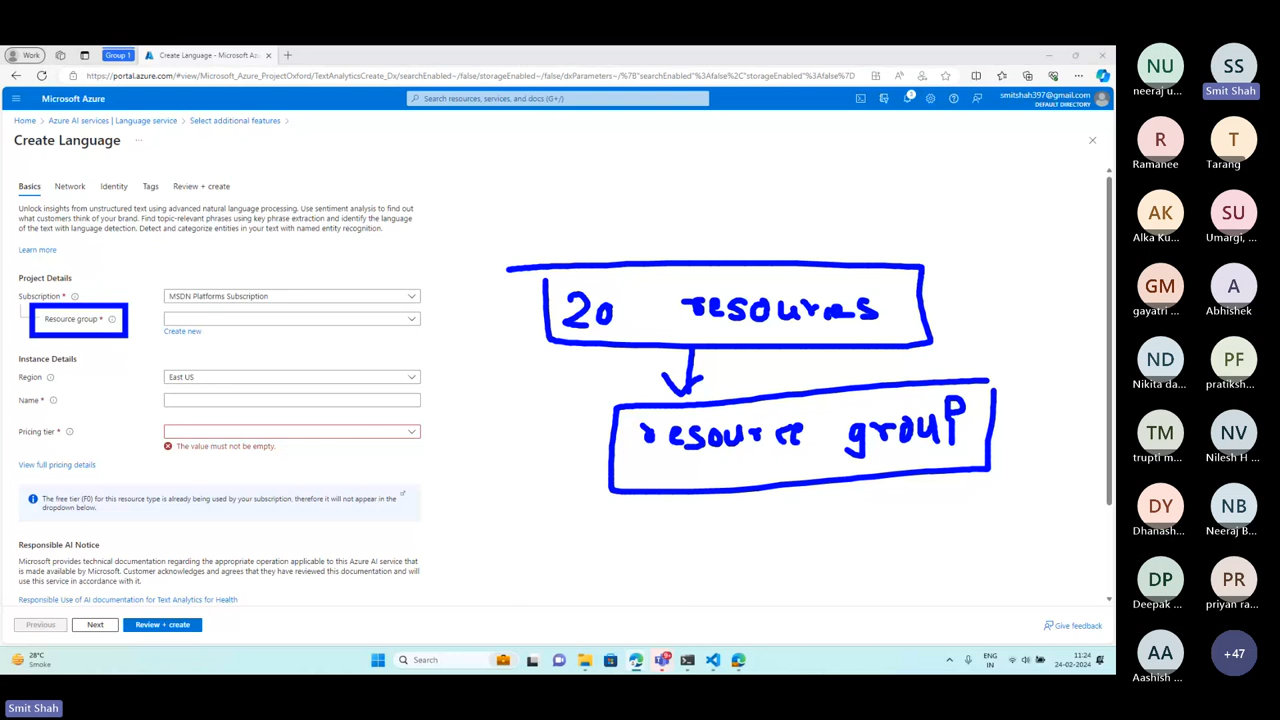 Work
Group 1
Create Language - Microsoft Az
https://portal.azure.com/#view/Microsoft_Azure_ProjectOxford/TextAnalyticsCreate_Dx/searchEnabled~/false/storageEnabled~/false/dxParameters~/%7B"searchEnabled"%3Afalse%2C"storageEnabled"%3Afalse%7D
Microsoft Azure
Search resources, services, and docs (G+/)
1
smitshah397@gmail.com
DEFAULT DIRECTORY
Home > Azure AI services | Language service > Select additional features >
Create Language
Basics Network Identity Tags Review + create
Unlock insights from unstructured text using advanced natural language processing. Use sentiment analysis to find out
what customers think of your brand. Find topic-relevant phrases using key phrase extraction and identify the language
of the text with language detection. Detect and categorize entities in your text with named entity recognition.
Learn more
Project Details
Subscription * MSDN Platforms Subscription
Resource group *
Create new
Instance Details
Region East US
Name *
Pricing tier *
The value must not be empty.
View full pricing details
The free tier (F0) for this resource type is already being used by your subscription, therefore it will not appear in the
dropdown below.
Responsible AI Notice
Microsoft provides technical documentation regarding the appropriate operation applicable to this Azure AI service that
is made available by Microsoft. Customer acknowledges and agrees that they have reviewed this documentation and will
use this service in accordance with it.
Responsible Use of AI documentation for Text Analytics for Health
Previous Next Review + create
Give feedback
20 resources
resource group
28°C
Smoke
Search
ENG
IN
11:24
24-02-2024
Smit Shah
NU SS
neeraj u... Smit Shah
R T
Ramanee Tarang
AK SU
Alka Ku... Umargi, ...
GM A
gayatri ... Abhishek
ND PF
Nikita da... pratiksh...
TM NV
trupti m... Nilesh H ...
DY NB
Dhanash... Neeraj B...
DP PR
Deepak ... priyan ra...
AA +47
Aashish ...